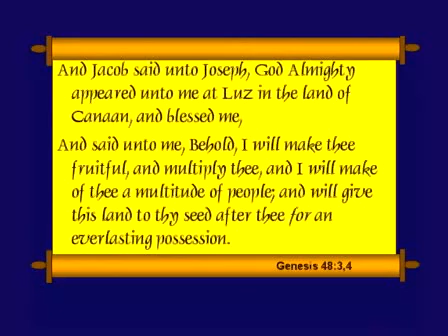 And Jacob said unto Joseph, God Almighty
appeared unto me at Luz in the land of
Canaan, and blessed me,
And said unto me, Behold, I will make thee
fruitful, and multiply thee, and I will make
of thee a multitude of people; and will give
this land to thy seed after thee for an
everlasting possession.
Genesis 48:3,4